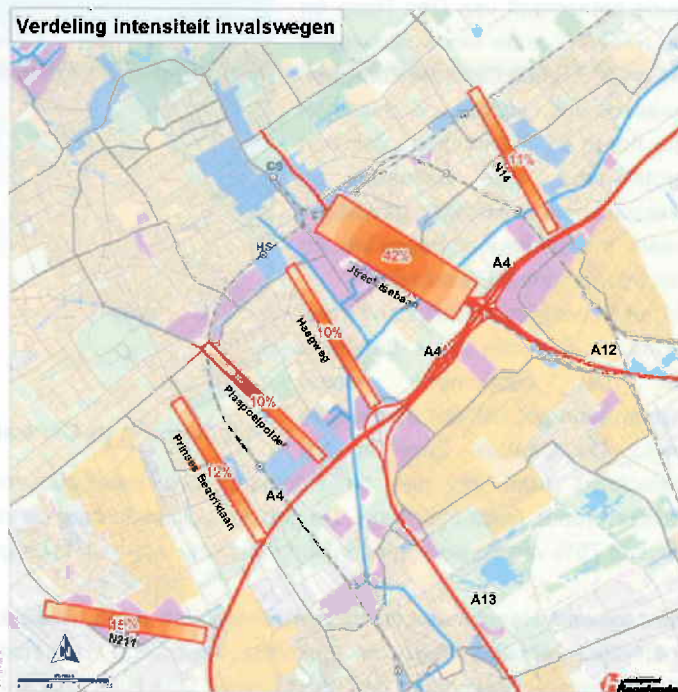 Verdeling intensiteit invalswegen
11%
V14
CS
HS
42%
A4
10%
Haagweg
A4
A12
10%
Plaspoelpolder
12%
Prinses Beatrixlaan
A4
A13
15%
N211